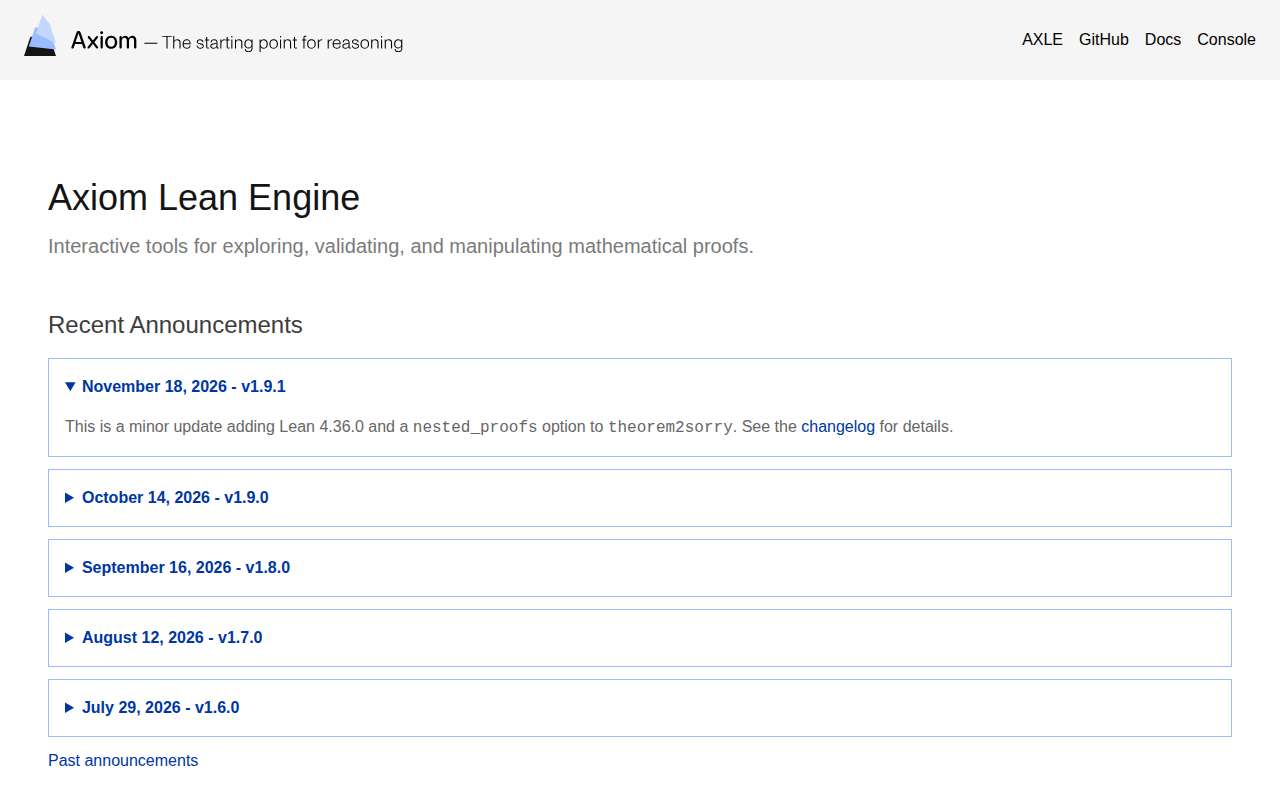 Axiom — The starting point for reasoning
AXLE GitHub Docs Console
Axiom Lean Engine
Interactive tools for exploring, validating, and manipulating mathematical proofs.
Recent Announcements
November 18, 2026 - v1.9.1
This is a minor update adding Lean 4.36.0 and a nested_proofs option to theorem2sorry. See the changelog for details.
October 14, 2026 - v1.9.0
September 16, 2026 - v1.8.0
August 12, 2026 - v1.7.0
July 29, 2026 - v1.6.0
Past announcements